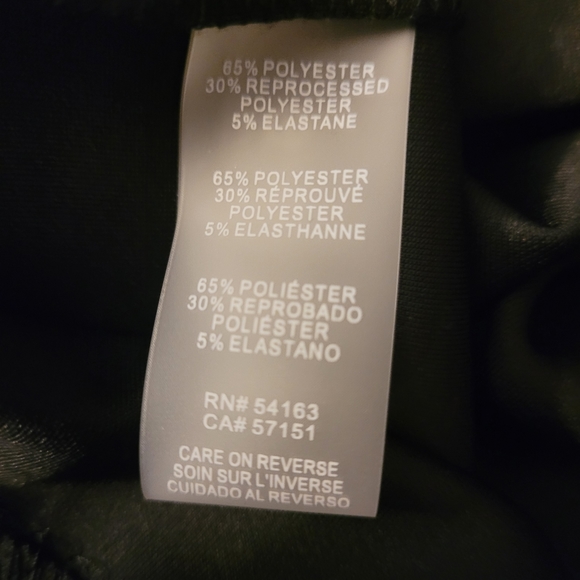 65% POLYESTER
30% REPROCESSED
POLYESTER
5% ELASTANE
65% POLYESTER
30% RÉPROUVÉ
POLYESTER
5% ELASTHANNE
65% POLIÉSTER
30% REPROBADO
POLIÉSTER
5% ELASTANO
RN# 54163
CA# 57151
CARE ON REVERSE
SOIN SUR L'INVERSE
CUIDADO AL REVERSO